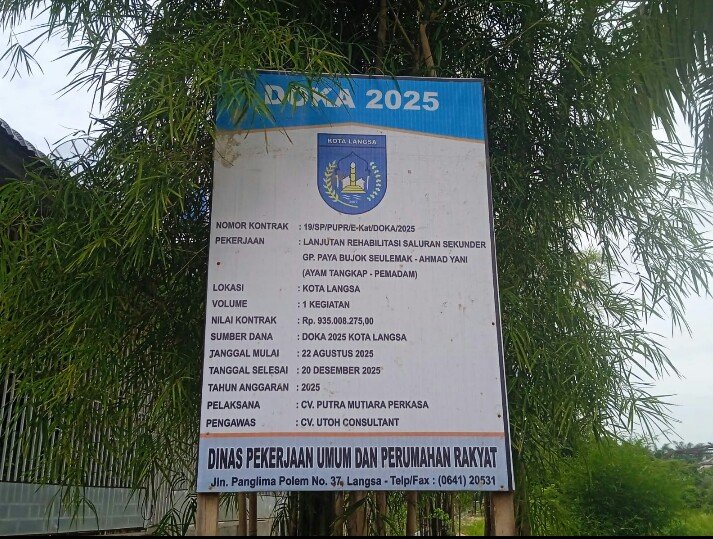 DOKA 2025
KOTA LANGSA
NOMOR KONTRAK : 19/SP/PUPR/E-Kat/DOKA/2025
PEKERJAAN : LANJUTAN REHABILITASI SALURAN SEKUNDER
GP. PAYA BUJOK SEULEMAK - AHMAD YANI
(AYAM TANGKAP - PEMADAM)
LOKASI : KOTA LANGSA
VOLUME : 1 KEGIATAN
NILAI KONTRAK : Rp. 935.008.275,00
SUMBER DANA : DOKA 2025 KOTA LANGSA
TANGGAL MULAI : 22 AGUSTUS 2025
TANGGAL SELESAI : 20 DESEMBER 2025
TAHUN ANGGARAN : 2025
PELAKSANA : CV. PUTRA MUTIARA PERKASA
PENGAWAS : CV. UTOH CONSULTANT
DINAS PEKERJAAN UMUM DAN PERUMAHAN RAKYAT
Jln. Panglima Polem No. 37, Langsa - Telp/Fax : (0641) 20531